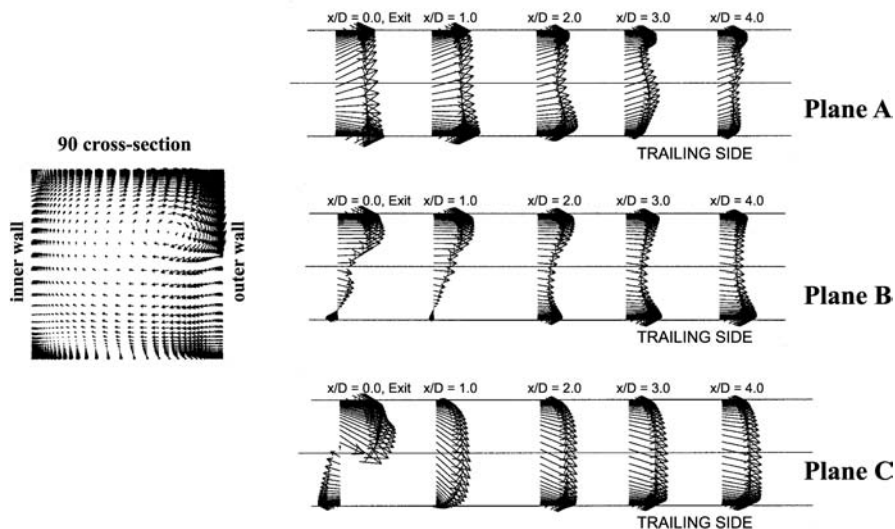 x/D = 0.0, Exit x/D = 1.0 x/D = 2.0 x/D = 3.0 x/D = 4.0
Plane A
TRAILING SIDE
90 cross-section
inner wall
outer wall
x/D = 0.0, Exit x/D = 1.0 x/D = 2.0 x/D = 3.0 x/D = 4.0
Plane B
TRAILING SIDE
x/D = 0.0, Exit x/D = 1.0 x/D = 2.0 x/D = 3.0 x/D = 4.0
Plane C
TRAILING SIDE